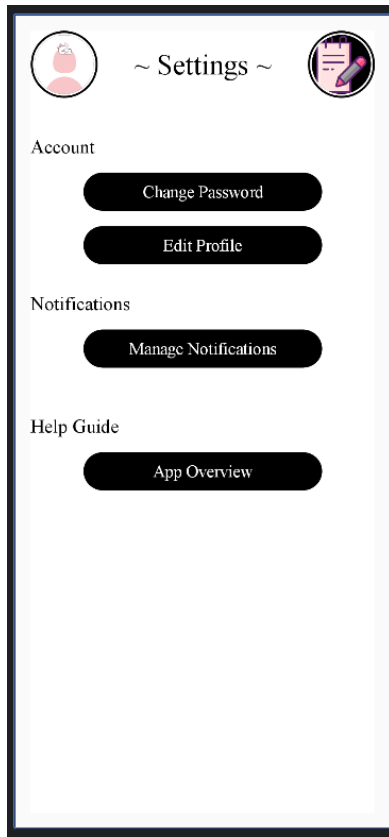 ~ Settings ~
Account
Change Password
Edit Profile
Notifications
Manage Notifications
Help Guide
App Overview